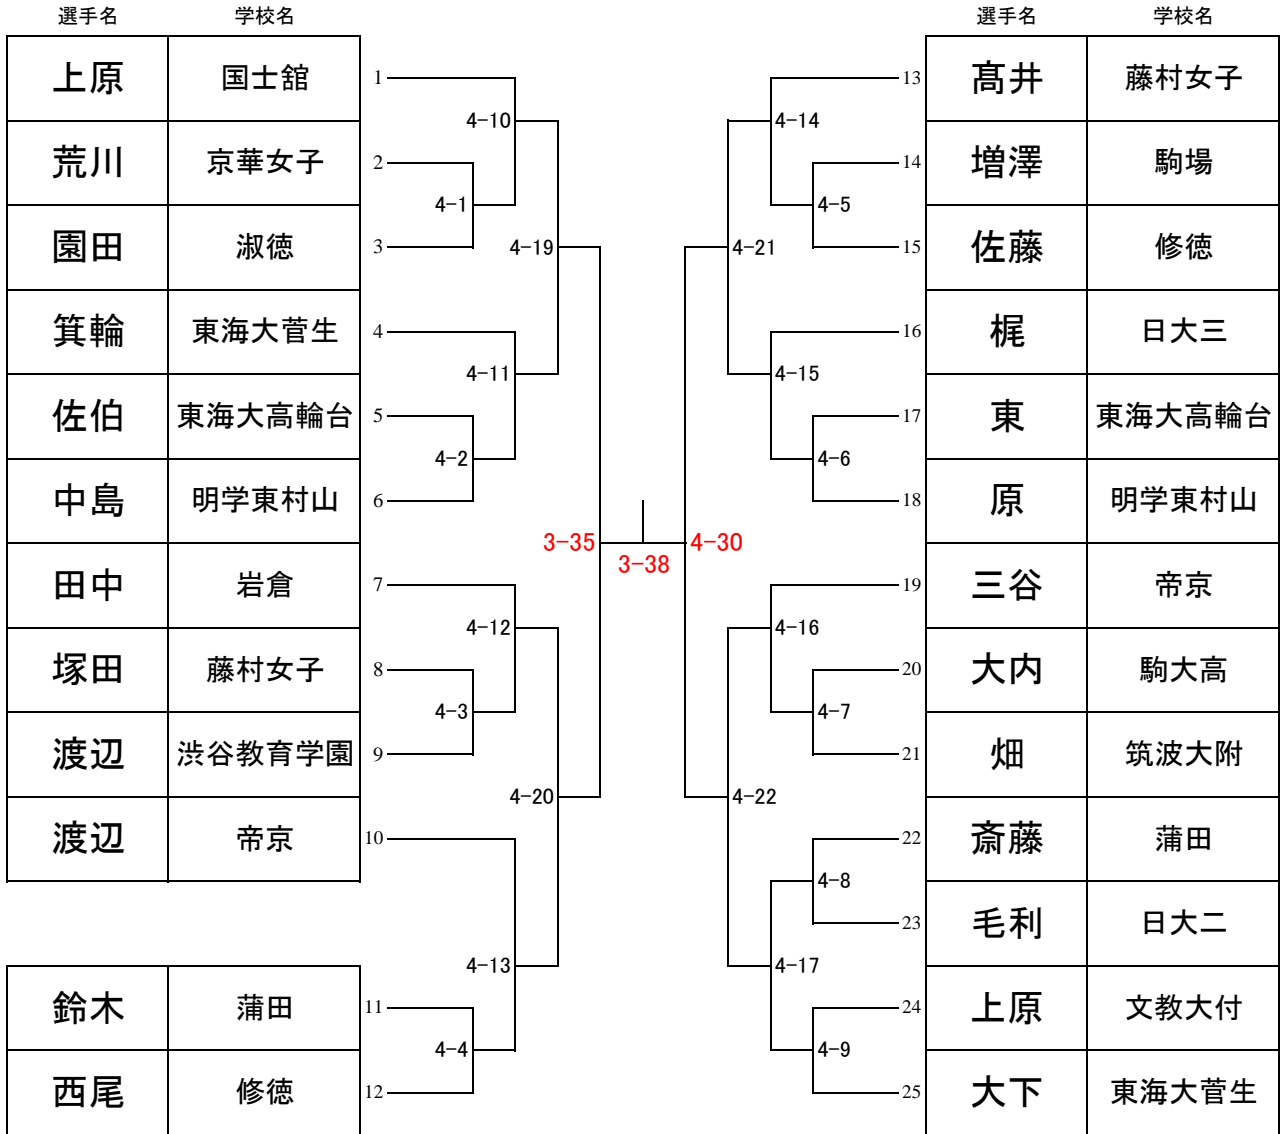 選手名 学校名 選手名 学校名
上原 国士舘 1 13 髙井 藤村女子
4-10 4-14
荒川 京華女子 2 14 増澤 駒場
4-1 4-5
園田 淑徳 3 4-19 4-21 15 佐藤 修徳
箕輪 東海大菅生 4 16 梶 日大三
4-11 4-15
佐伯 東海大高輪台 5 17 東 東海大高輪台
4-2 4-6
中島 明学東村山 6 18 原 明学東村山
3-35 4-30
3-38
田中 岩倉 7 19 三谷 帝京
4-12 4-16
塚田 藤村女子 8 20 大内 駒大高
4-3 4-7
渡辺 渋谷教育学園 9 21 畑 筑波大附
4-20 4-22
渡辺 帝京 10 22 斎藤 蒲田
4-8
23 毛利 日大二
4-13 4-17
鈴木 蒲田 11 24 上原 文教大付
4-4 4-9
西尾 修徳 12 25 大下 東海大菅生